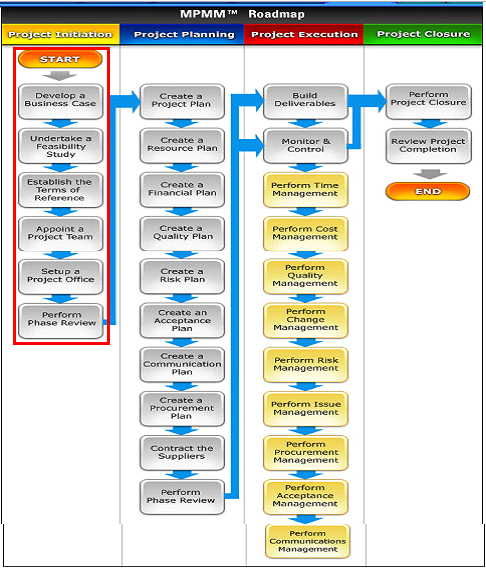 MPMM™ Roadmap
Project Initiation
Project Planning
Project Execution
Project Closure
START
Develop a
Business Case
Undertake a
Feasibility
Study
Establish the
Terms of
Reference
Appoint a
Project Team
Setup a
Project Office
Perform
Phase Review
Create a
Project Plan
Create a
Resource Plan
Create a
Financial Plan
Create a
Quality Plan
Create a
Risk Plan
Create an
Acceptance
Plan
Create a
Communication
Plan
Create a
Procurement
Plan
Contract the
Suppliers
Perform
Phase Review
Build
Deliverables
Monitor &
Control
Perform Time
Management
Perform Cost
Management
Perform
Quality
Management
Perform
Change
Management
Perform Risk
Management
Perform Issue
Management
Perform
Procurement
Management
Perform
Acceptance
Management
Perform
Communications
Management
Perform
Project Closure
Review Project
Completion
END